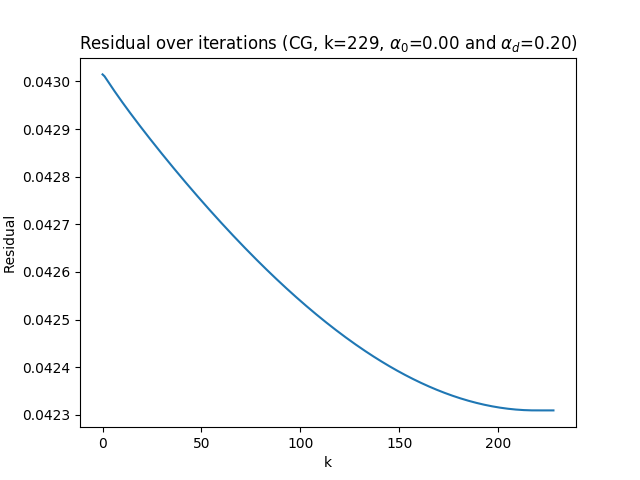 Residual over iterations (CG, k=229, α₀=0.00 and α_d=0.20)
0.0430
0.0429
0.0428
0.0427
0.0426
0.0425
0.0424
0.0423
Residual
0 50 100 150 200
k